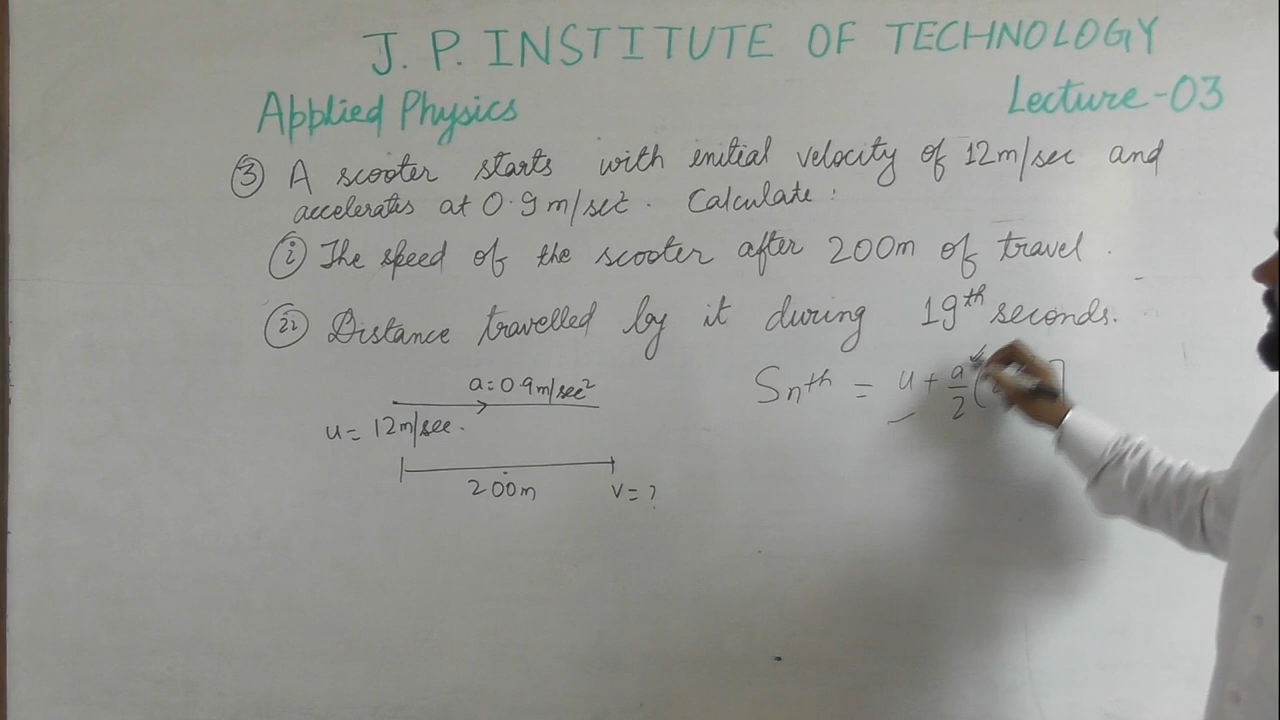 J. P. INSTITUTE OF TECHNOLOGY
Applied Physics
Lecture-03
③ A scooter starts with initial velocity of 12m/sec and
accelerates at 0.9m/sec². Calculate:
(i) The speed of the scooter after 200m of travel.
(ii) Distance travelled by it during 19th seconds.
a=0.9m/sec²
u= 12m/sec.
200m
v=?
Snth = u + a/2 (